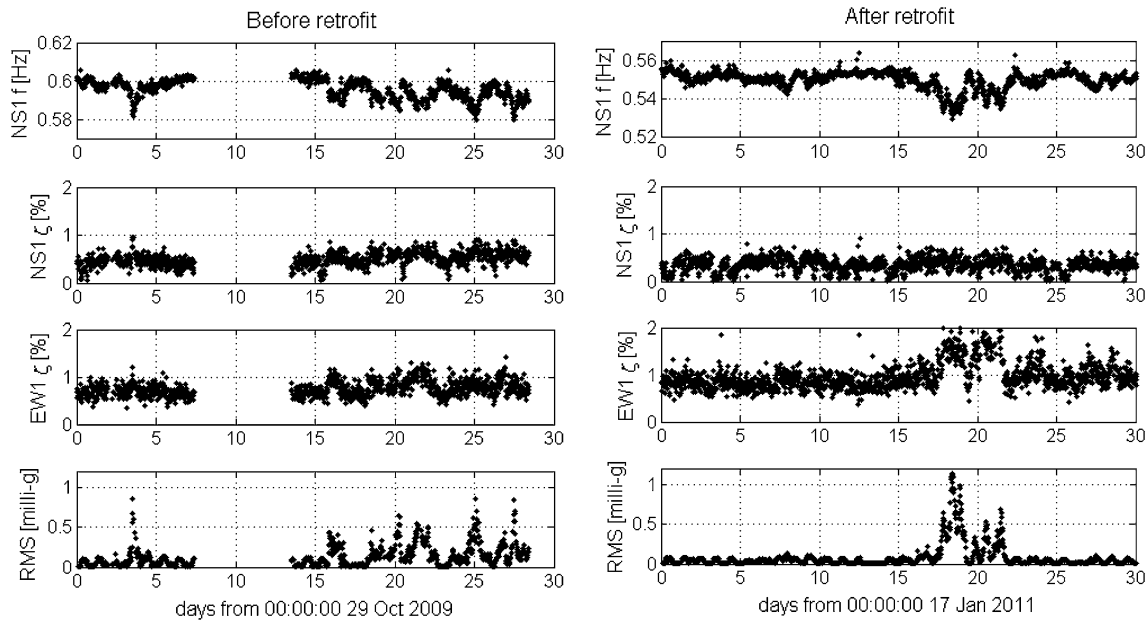 Before retrofit
NS1 f [Hz]
0.62
0.6
0.58
0 5 10 15 20 25 30
NS1 ζ [%]
2
1
0
0 5 10 15 20 25 30
EW1 ζ [%]
2
1
0
0 5 10 15 20 25 30
RMS [milli-g]
1
0.5
0
0 5 10 15 20 25 30
days from 00:00:00 29 Oct 2009
After retrofit
NS1 f [Hz]
0.56
0.54
0.52
0 5 10 15 20 25 30
NS1 ζ [%]
2
1
0
0 5 10 15 20 25 30
EW1 ζ [%]
2
1
0
0 5 10 15 20 25 30
RMS [milli-g]
1
0.5
0
0 5 10 15 20 25 30
days from 00:00:00 17 Jan 2011